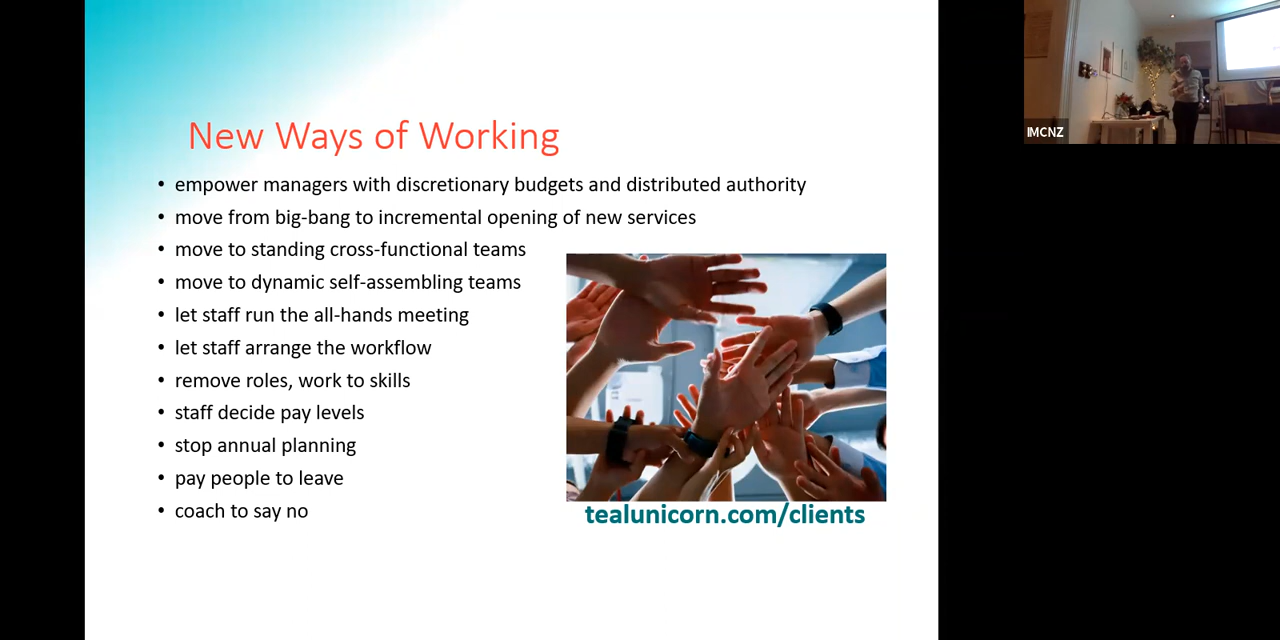 New Ways of Working
• empower managers with discretionary budgets and distributed authority
• move from big-bang to incremental opening of new services
• move to standing cross-functional teams
• move to dynamic self-assembling teams
• let staff run the all-hands meeting
• let staff arrange the workflow
• remove roles, work to skills
• staff decide pay levels
• stop annual planning
• pay people to leave
• coach to say no
tealunicorn.com/clients
IMCNZ